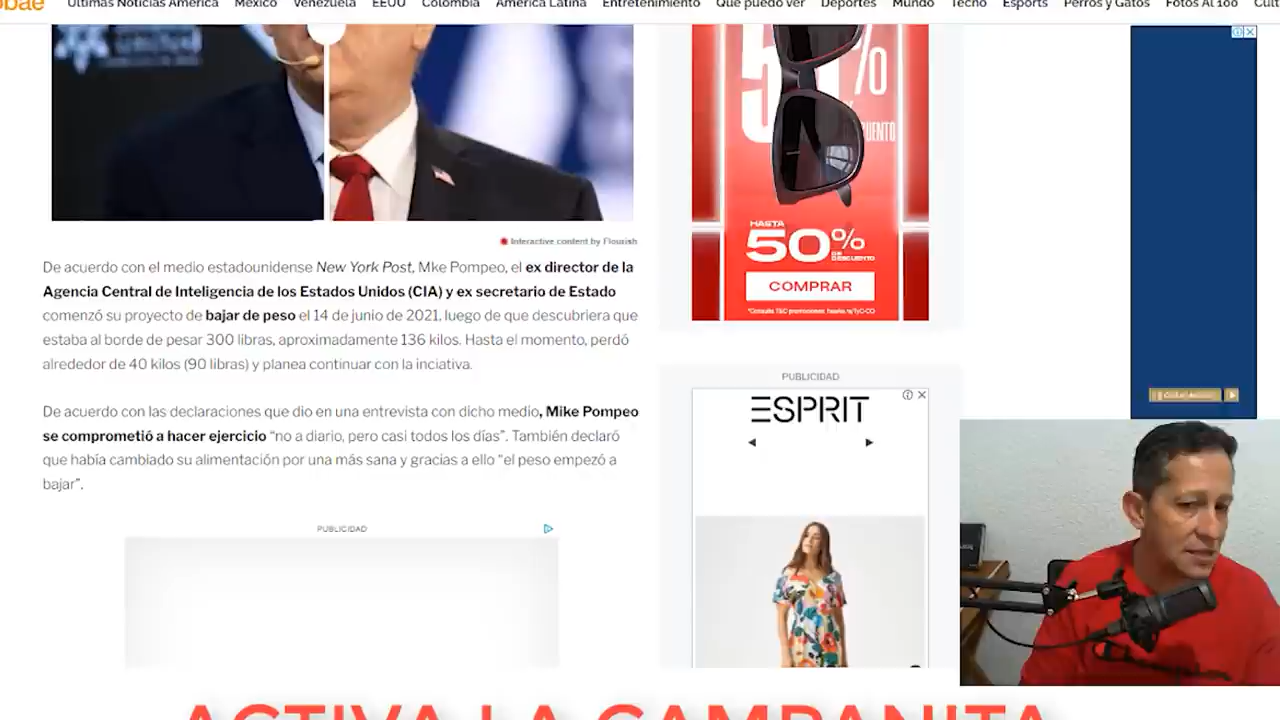 obae
Últimas Noticias América
México
Venezuela
EEUU
Colombia
América Latina
Entretenimiento
Qué puedo ver
Deportes
Mundo
Tecno
Esports
Perros y Gatos
Fotos Al 100
Cult
Interactive content by Flourish
De acuerdo con el medio estadounidense New York Post, Mke Pompeo, el ex director de la
Agencia Central de Inteligencia de los Estados Unidos (CIA) y ex secretario de Estado
comenzó su proyecto de bajar de peso el 14 de junio de 2021, luego de que descubriera que
estaba al borde de pesar 300 libras, aproximadamente 136 kilos. Hasta el momento, perdó
alrededor de 40 kilos (90 libras) y planea continuar con la inciativa.
De acuerdo con las declaraciones que dio en una entrevista con dicho medio, Mike Pompeo
se comprometió a hacer ejercicio “no a diario, pero casi todos los días”. También declaró
que había cambiado su alimentación por una más sana y gracias a ello “el peso empezó a
bajar”.
PUBLICIDAD
HASTA
50%
DE DESCUENTO
COMPRAR
PUBLICIDAD
ESPRIT
ACTIVA LA CAMPANITA